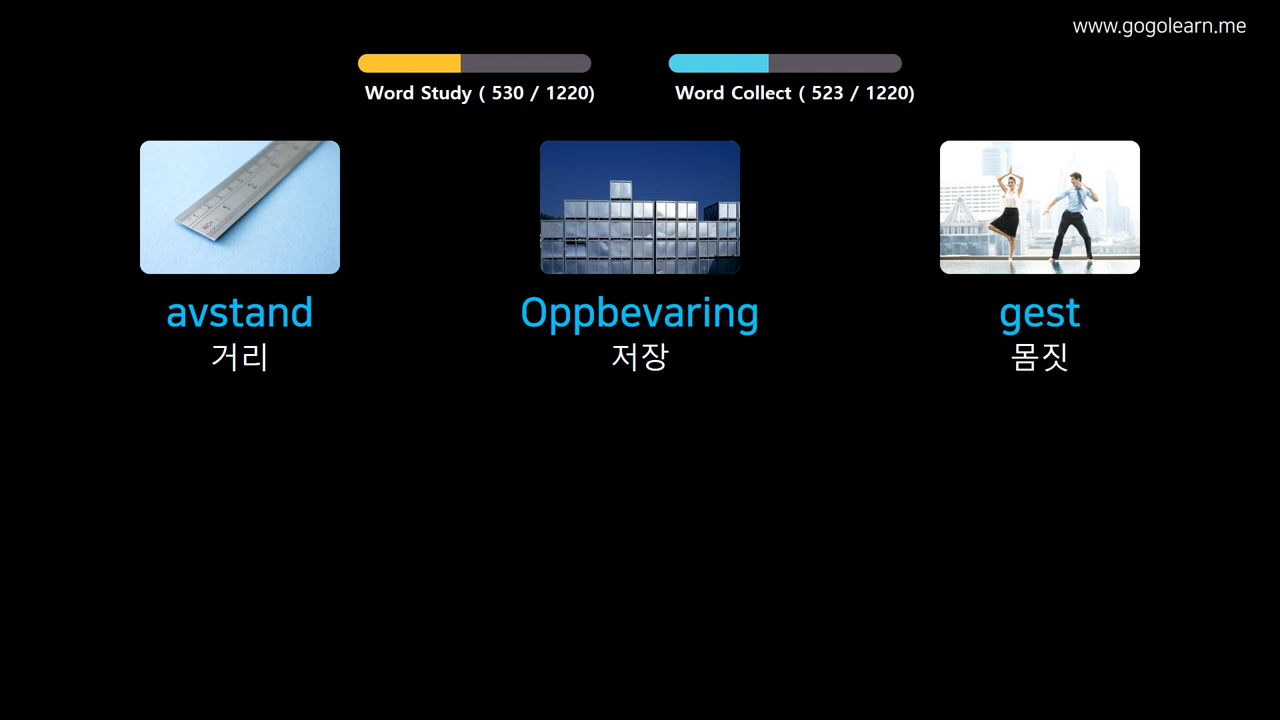 www.gogolearn.me
Word Study ( 530 / 1220)
Word Collect ( 523 / 1220)
avstand
거리
Oppbevaring
저장
gest
몸짓